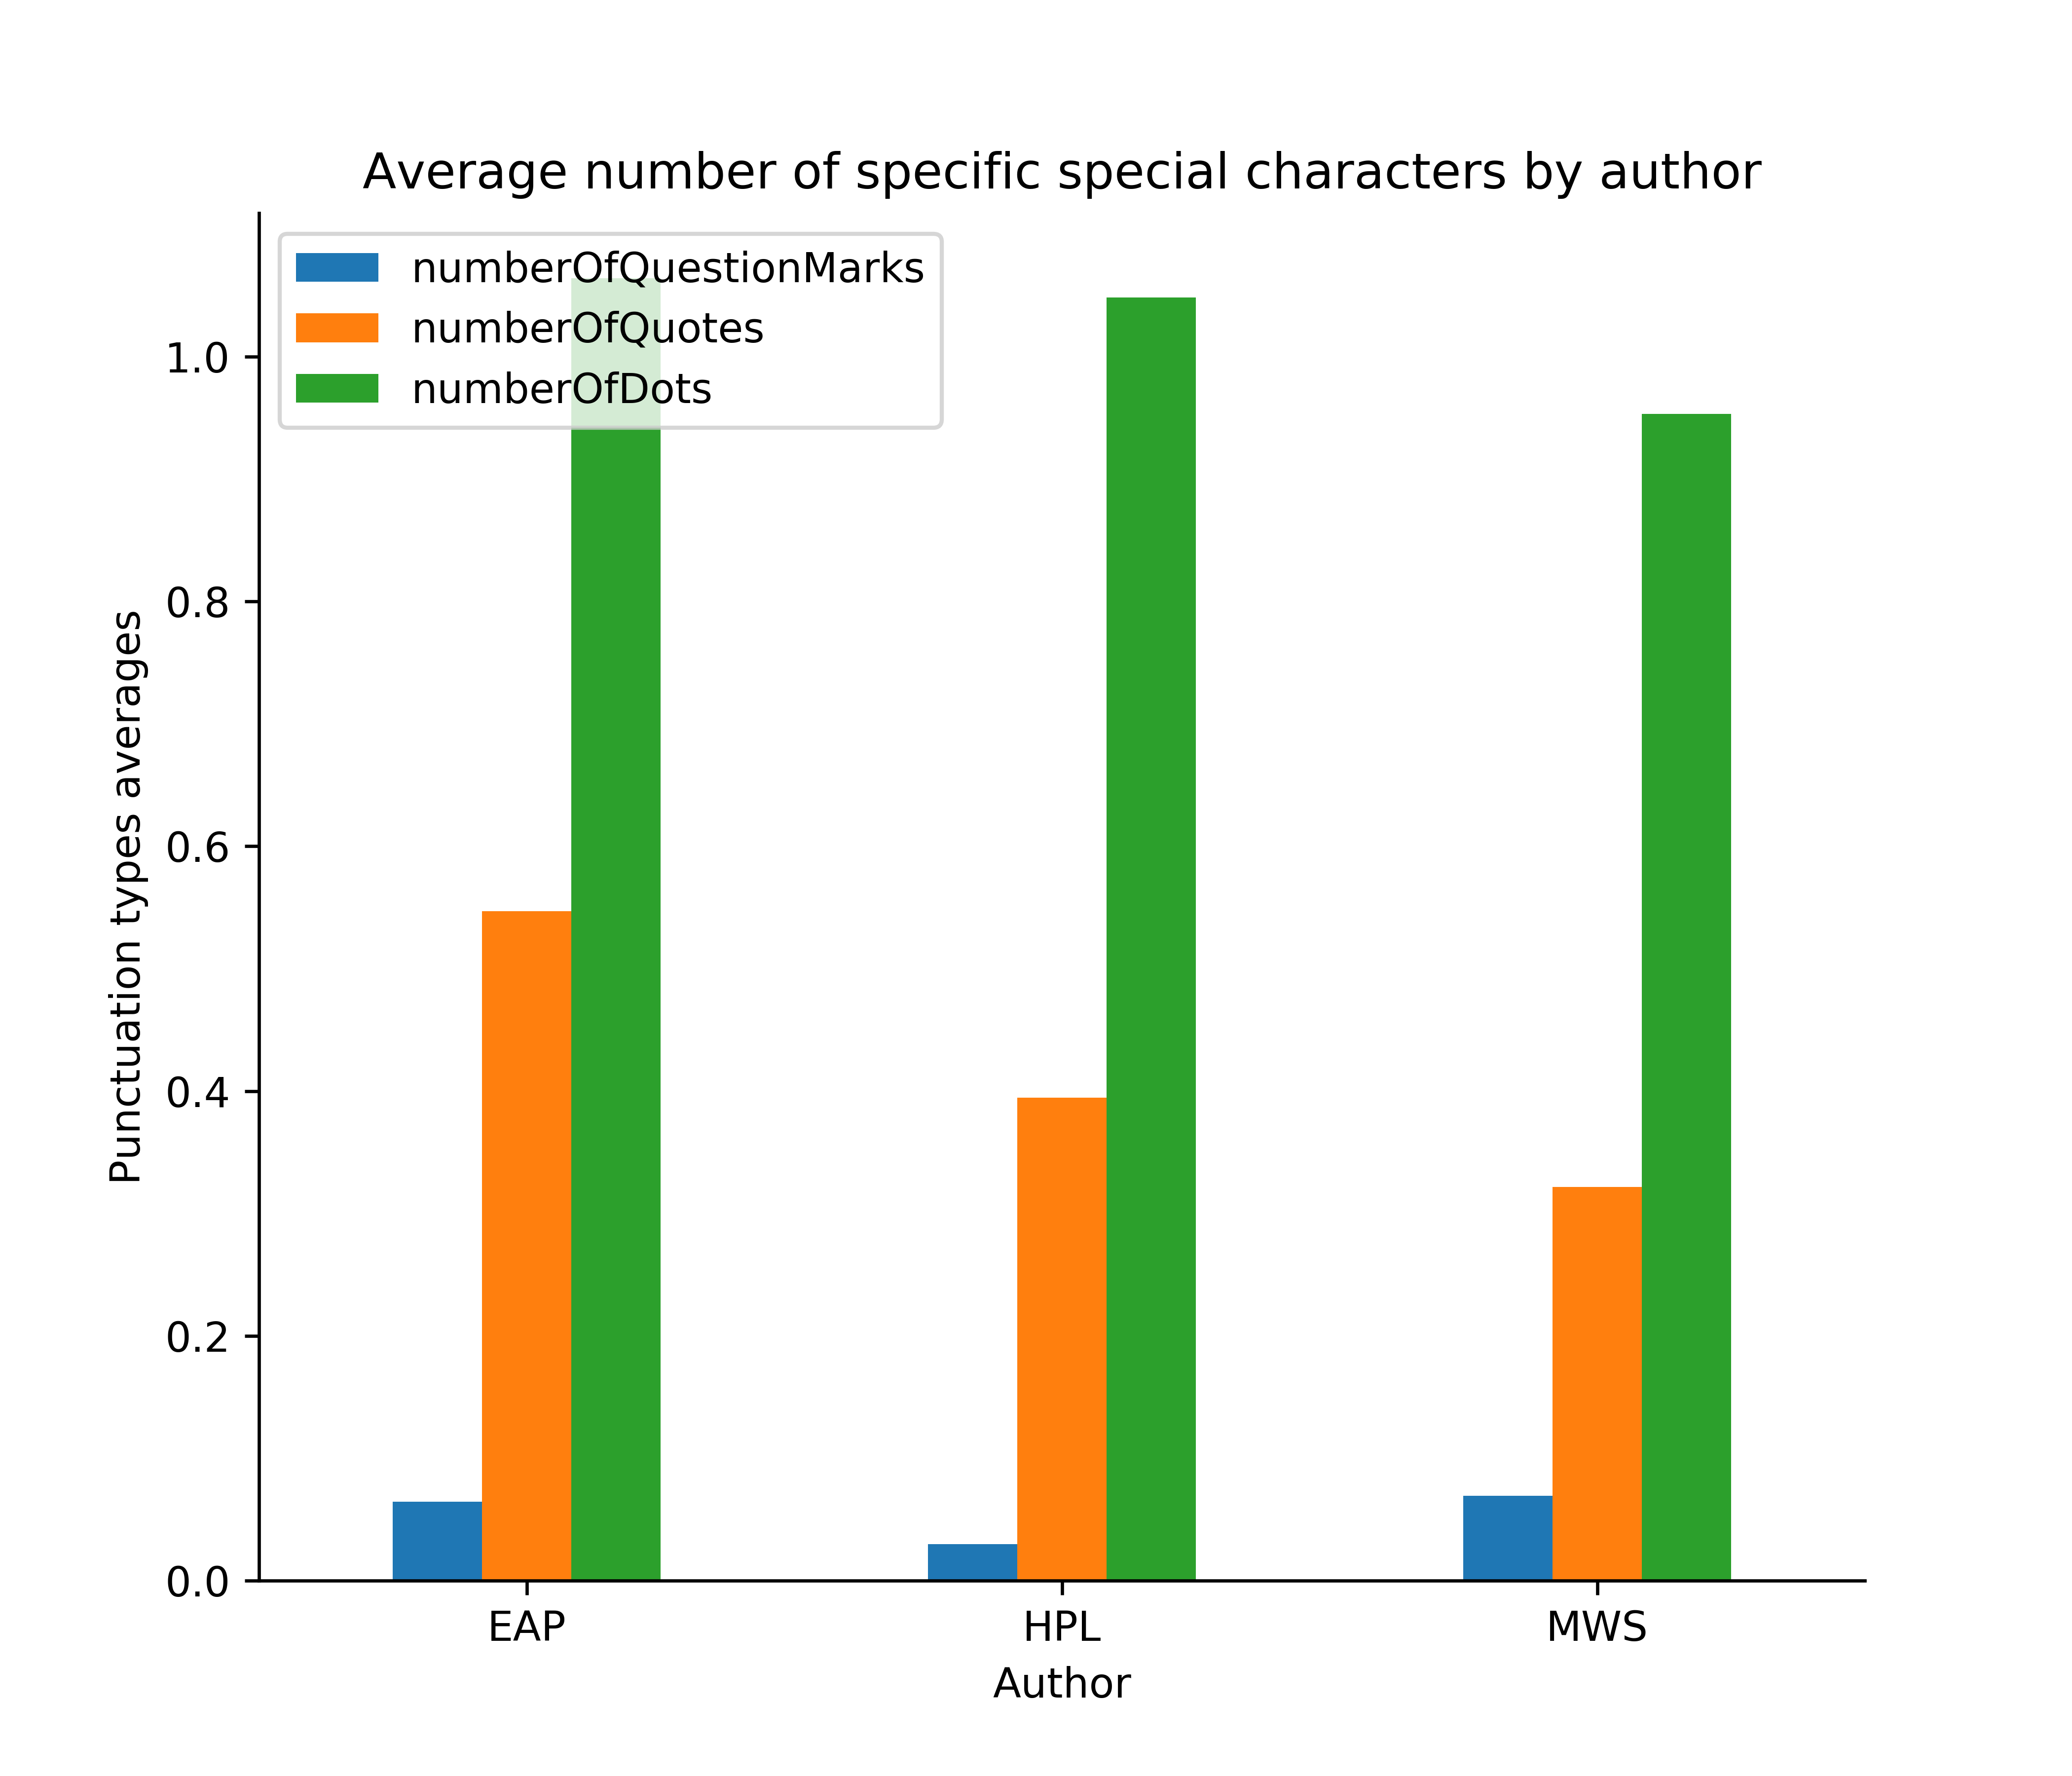 Average number of specific special characters by author
numberOfQuestionMarks
numberOfQuotes
numberOfDots
Punctuation types averages
1.0
0.8
0.6
0.4
0.2
0.0
EAP
HPL
MWS
Author